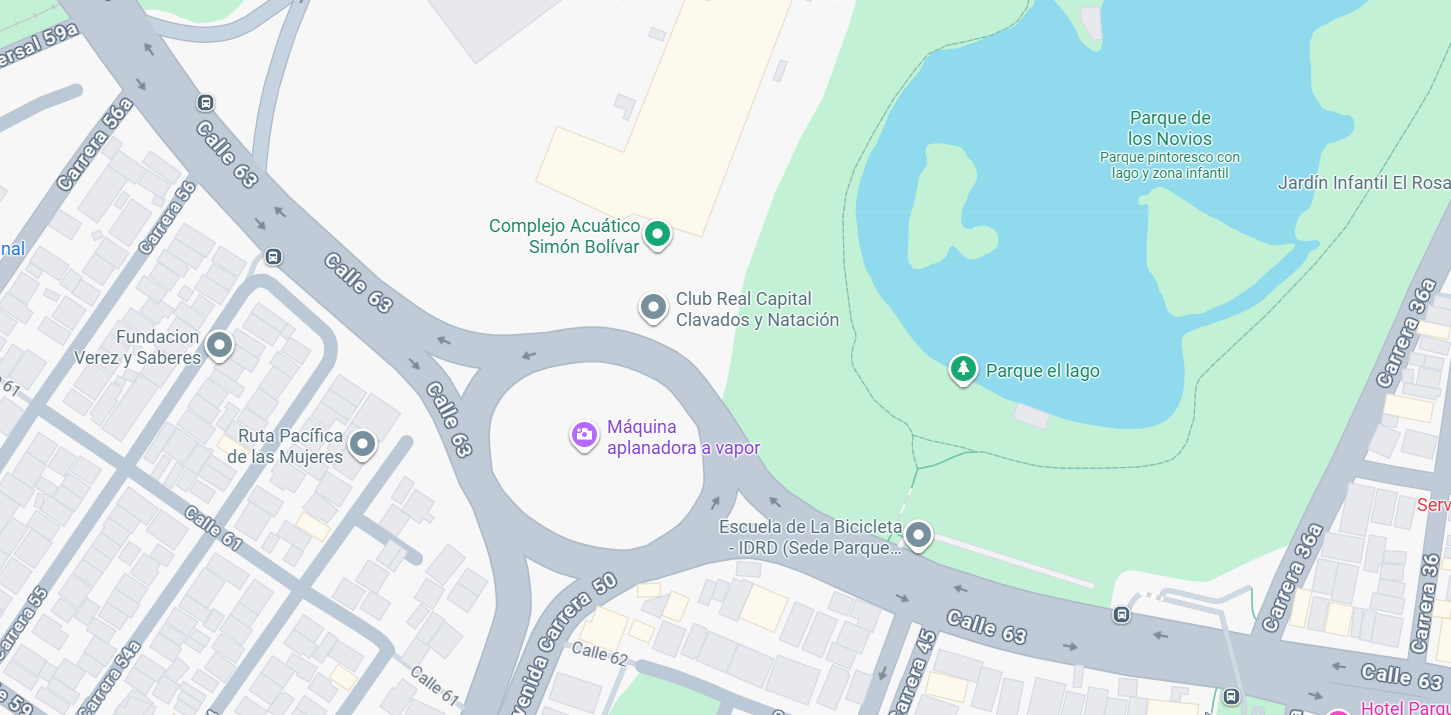 ersal 59a
Carrera 56a
Calle 63
Carrera 56
nal
Calle 63
Complejo Acuático
Simón Bolívar
Club Real Capital
Clavados y Natación
Parque de
los Novios
Parque pintoresco con
lago y zona infantil
Jardín Infantil El Rosa
Fundacion
Verez y Saberes
Parque el lago
Carrera 36a
61
Calle 63
Ruta Pacífica
de las Mujeres
Máquina
aplanadora a vapor
Calle 61
Serv
Escuela de La Bicicleta
- IDRD (Sede Parque...
Carrera 36a
Carrera 36
Carrera 55
Carrera 54a
venida Carrera 50
Calle 62
Calle 61
Carrera 45
Calle 63
Calle 63
e 59
a
Hotel Parqu